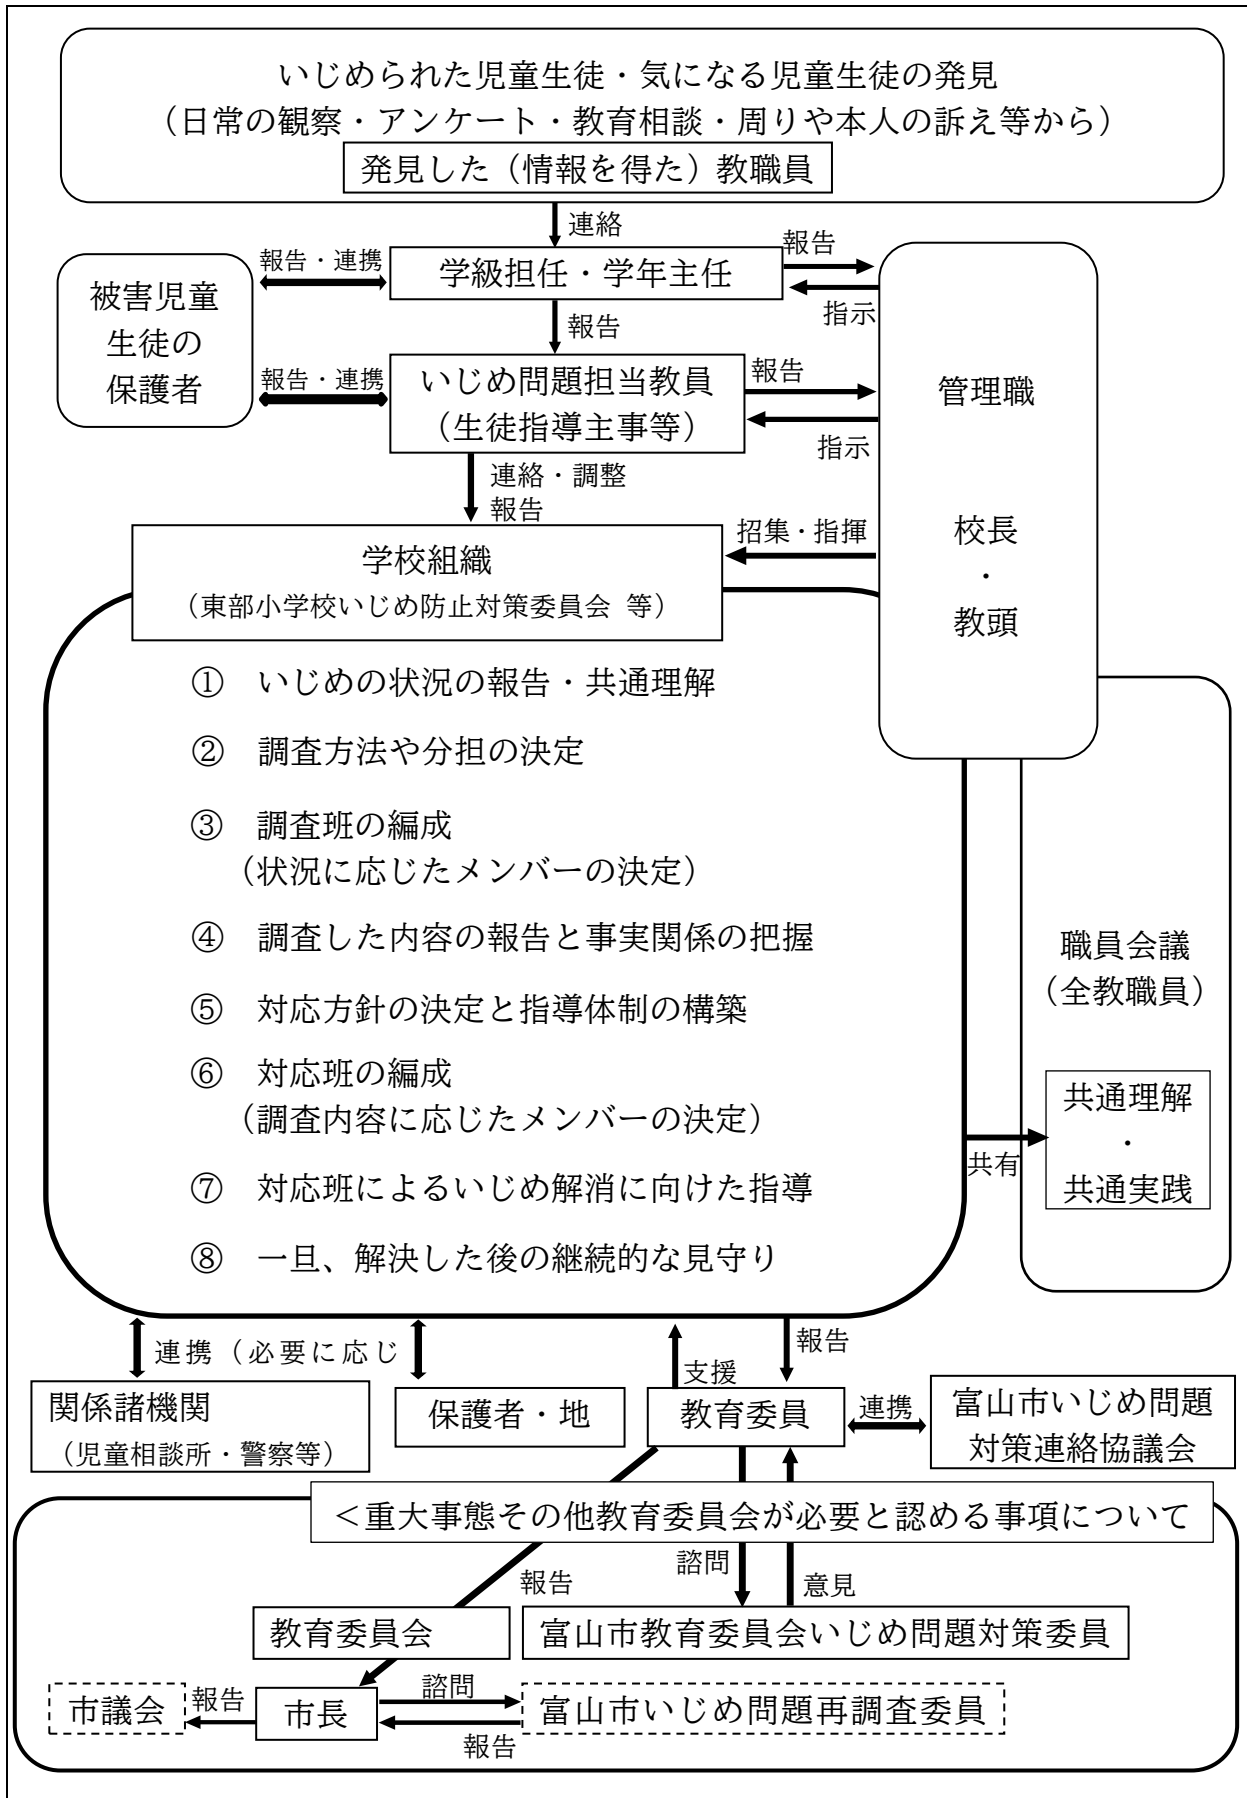 いじめられた児童生徒・気になる児童生徒の発見
（日常の観察・アンケート・教育相談・周りや本人の訴え等から）
発見した（情報を得た）教職員
連絡
報告・連携
学級担任・学年主任
報告
指示
被害児童
生徒の
保護者
報告
報告・連携
いじめ問題担当教員
（生徒指導主事等）
報告
指示
管理職
校長
・
教頭
連絡・調整
報告
招集・指揮
学校組織
（東部小学校いじめ防止対策委員会 等）
① いじめの状況の報告・共通理解
② 調査方法や分担の決定
③ 調査班の編成
（状況に応じたメンバーの決定）
④ 調査した内容の報告と事実関係の把握
⑤ 対応方針の決定と指導体制の構築
⑥ 対応班の編成
（調査内容に応じたメンバーの決定）
⑦ 対応班によるいじめ解消に向けた指導
⑧ 一旦、解決した後の継続的な見守り
職員会議
（全教職員）
共有
共通理解
・
共通実践
連携（必要に応じ
支援
報告
関係諸機関
（児童相談所・警察等）
保護者・地
教育委員
連携
富山市いじめ問題
対策連絡協議会
＜重大事態その他教育委員会が必要と認める事項について
報告
諮問
意見
教育委員会
富山市教育委員会いじめ問題対策委員
市議会
報告
市長
諮問
報告
富山市いじめ問題再調査委員